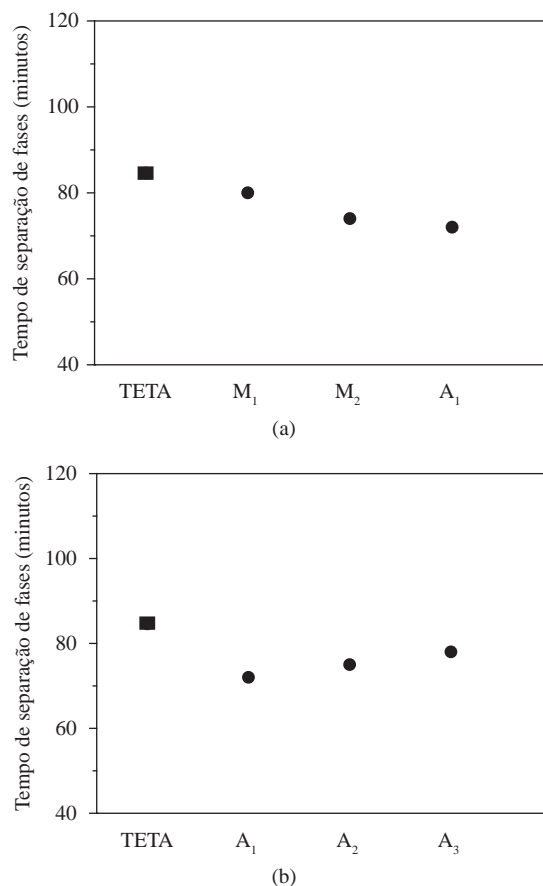 Tempo de separação de fases (minutos)
120
100
80
60
40
TETA M₁ M₂ A₁
(a)
Tempo de separação de fases (minutos)
120
100
80
60
40
TETA A₁ A₂ A₃
(b)